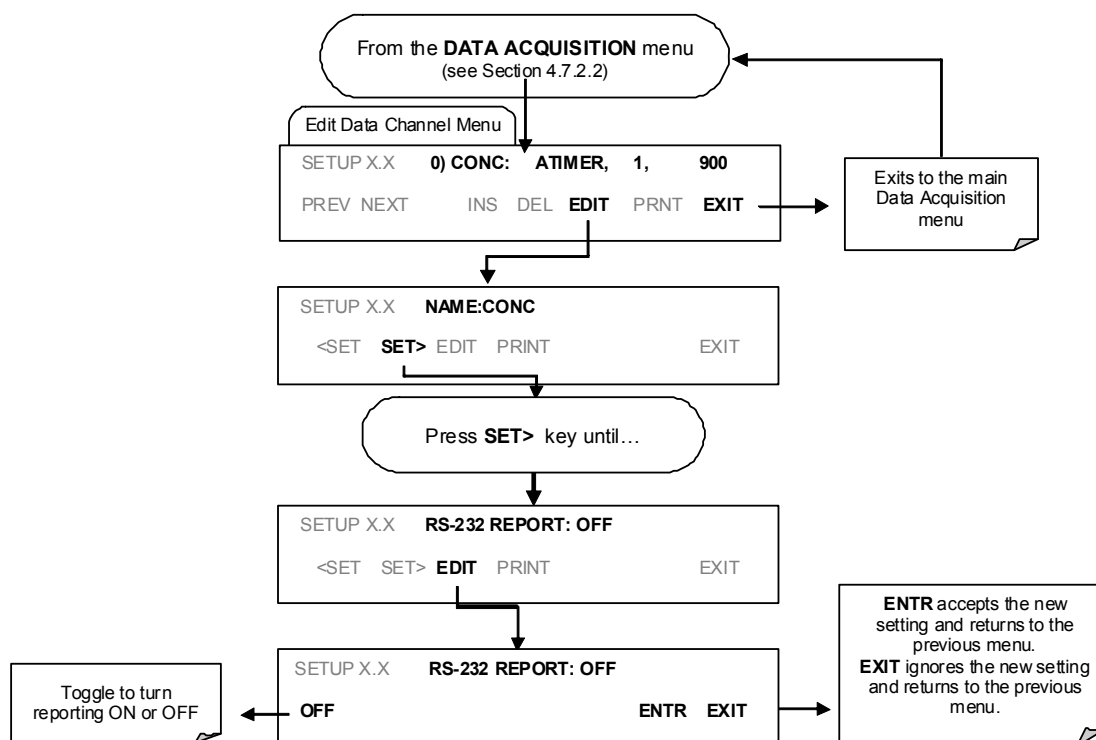 From the DATA ACQUISITION menu
(see Section 4.7.2.2)
Edit Data Channel Menu
SETUP X.X 0) CONC: ATIMER, 1, 900
PREV NEXT INS DEL EDIT PRNT EXIT
Exits to the main
Data Acquisition
menu
SETUP X.X NAME:CONC
<SET SET> EDIT PRINT EXIT
Press SET> key until…
SETUP X.X RS-232 REPORT: OFF
<SET SET> EDIT PRINT EXIT
SETUP X.X RS-232 REPORT: OFF
OFF ENTR EXIT
Toggle to turn
reporting ON or OFF
ENTR accepts the new
setting and returns to the
previous menu.
EXIT ignores the new setting
and returns to the previous
menu.